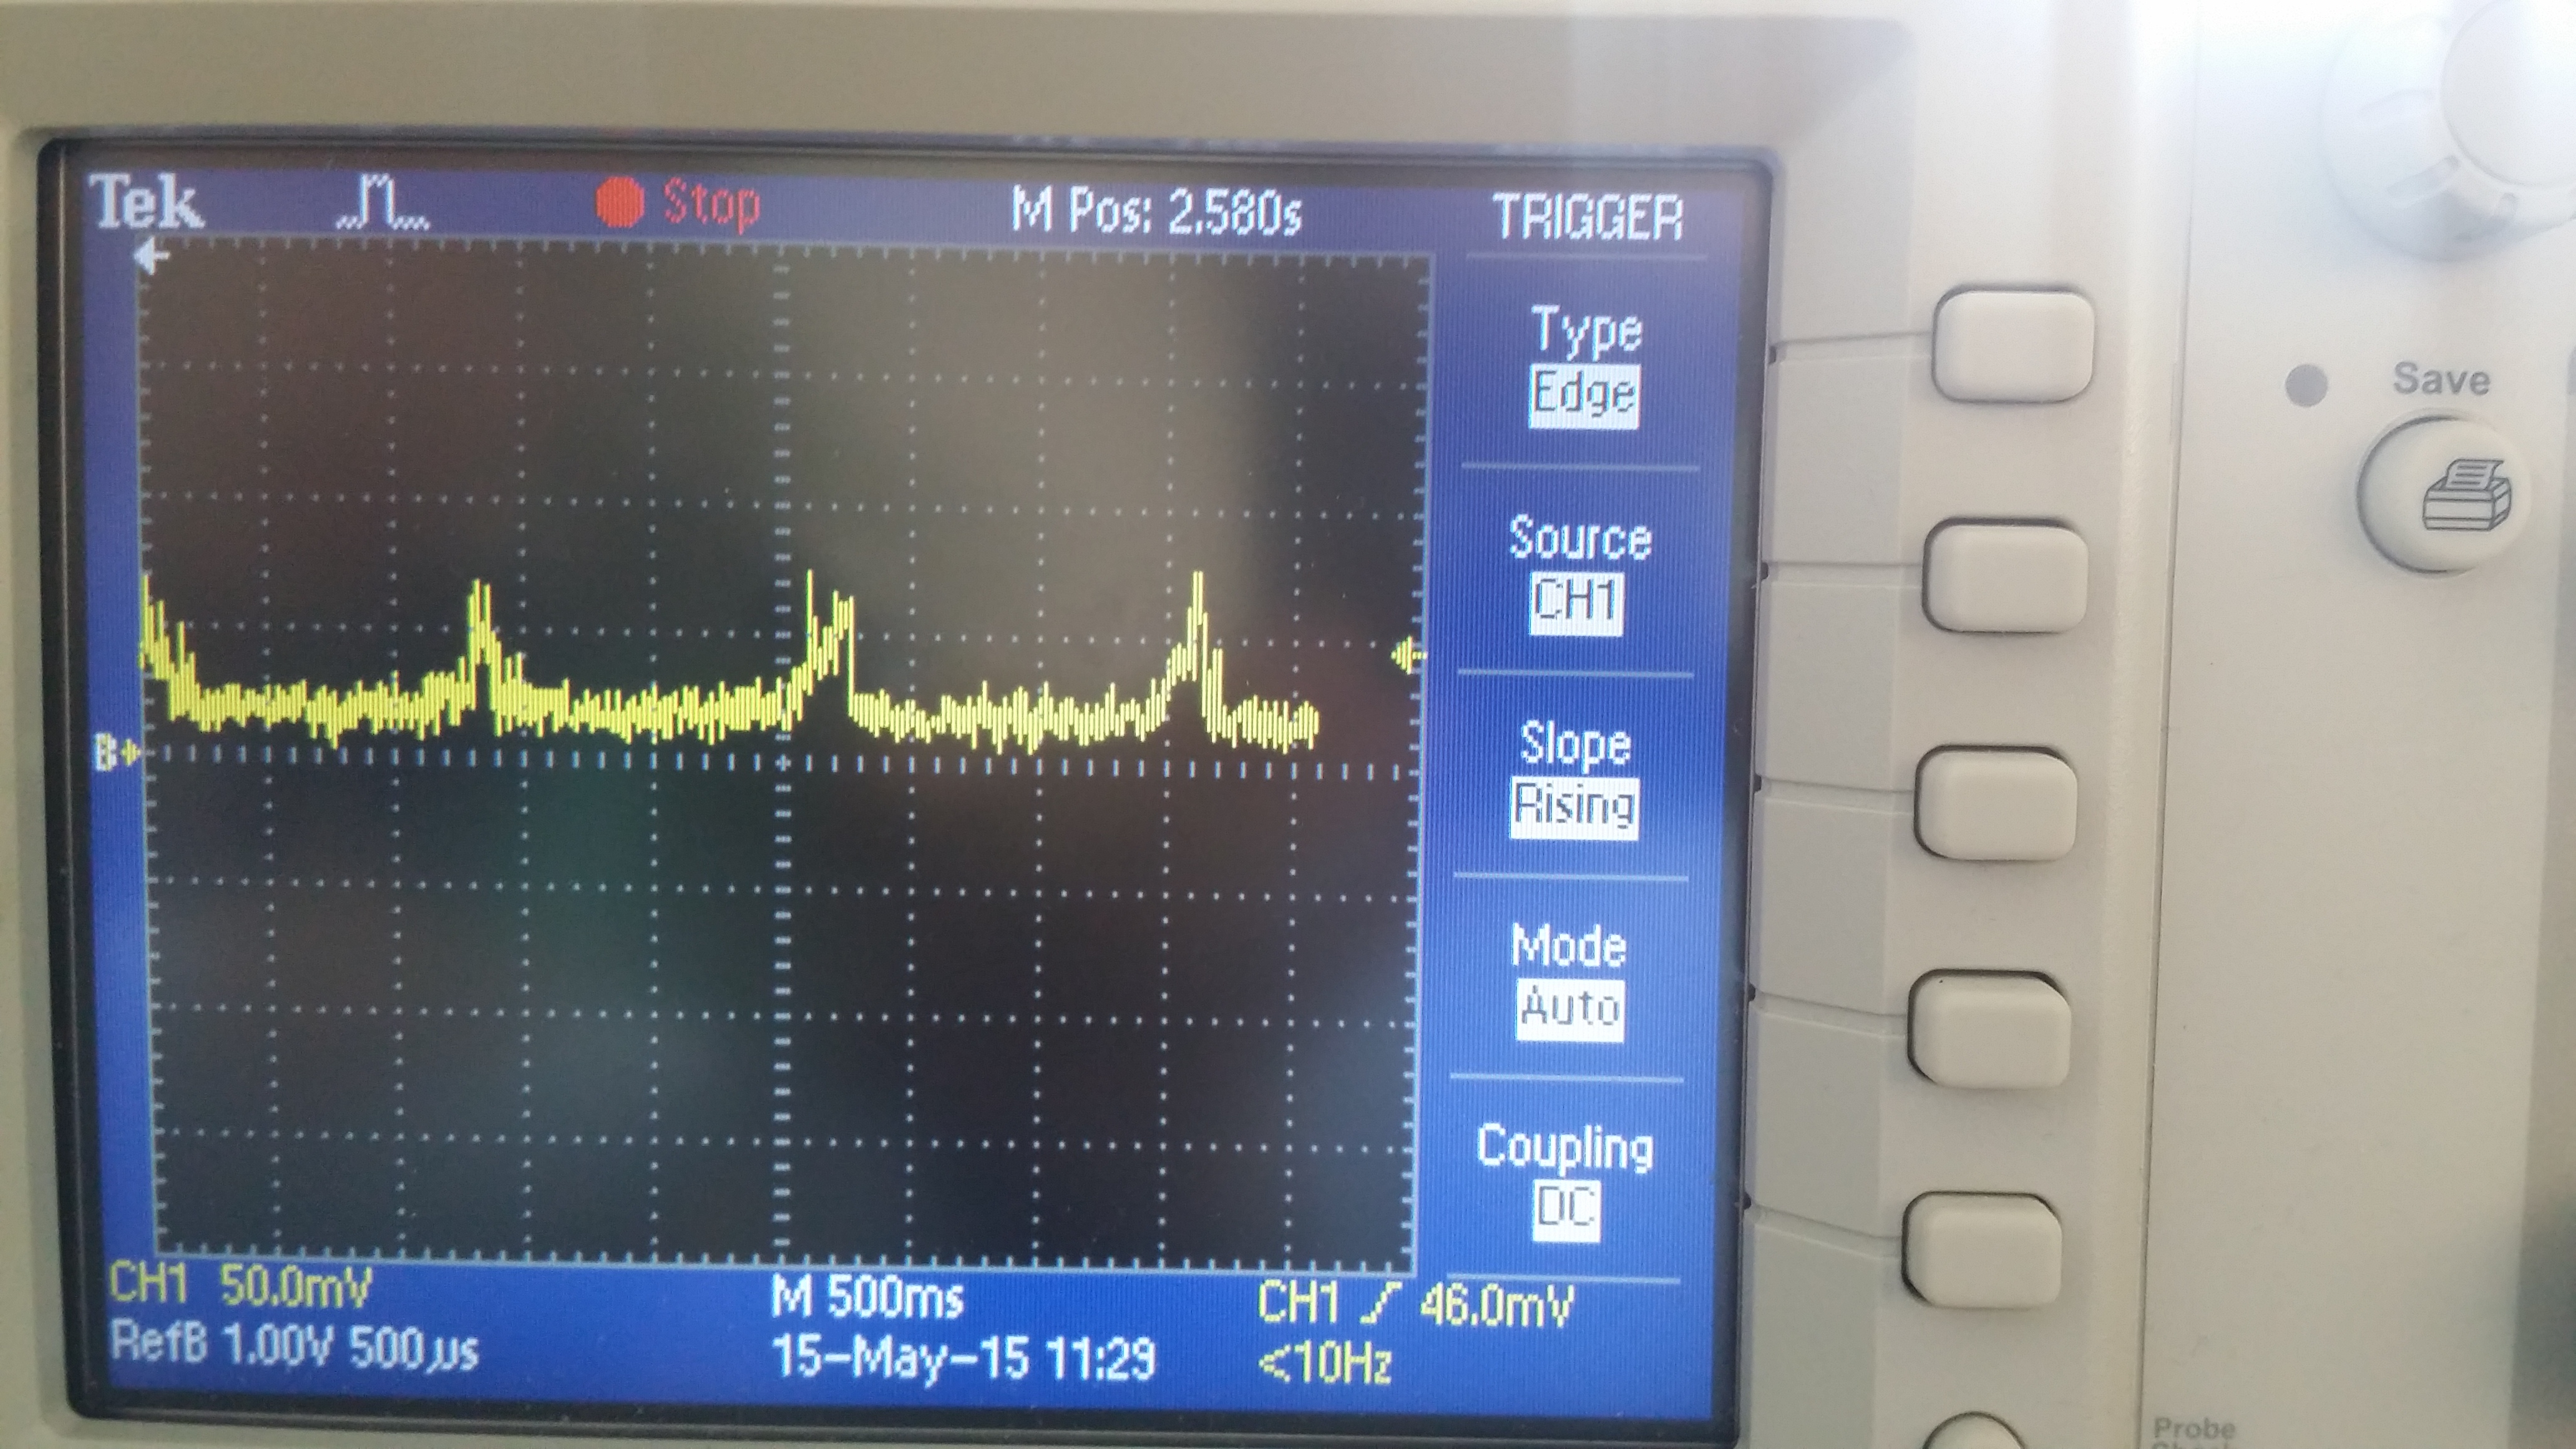 Tek Stop M Pos: 2.580s TRIGGER
Type
Edge
Source
CH1
Slope
Rising
Mode
Auto
Coupling
DC
B
CH1 50.0mV M 500ms CH1 46.0mV
RefB 1.00V 500µs 15-May-15 11:29 <10Hz
Save
Probe